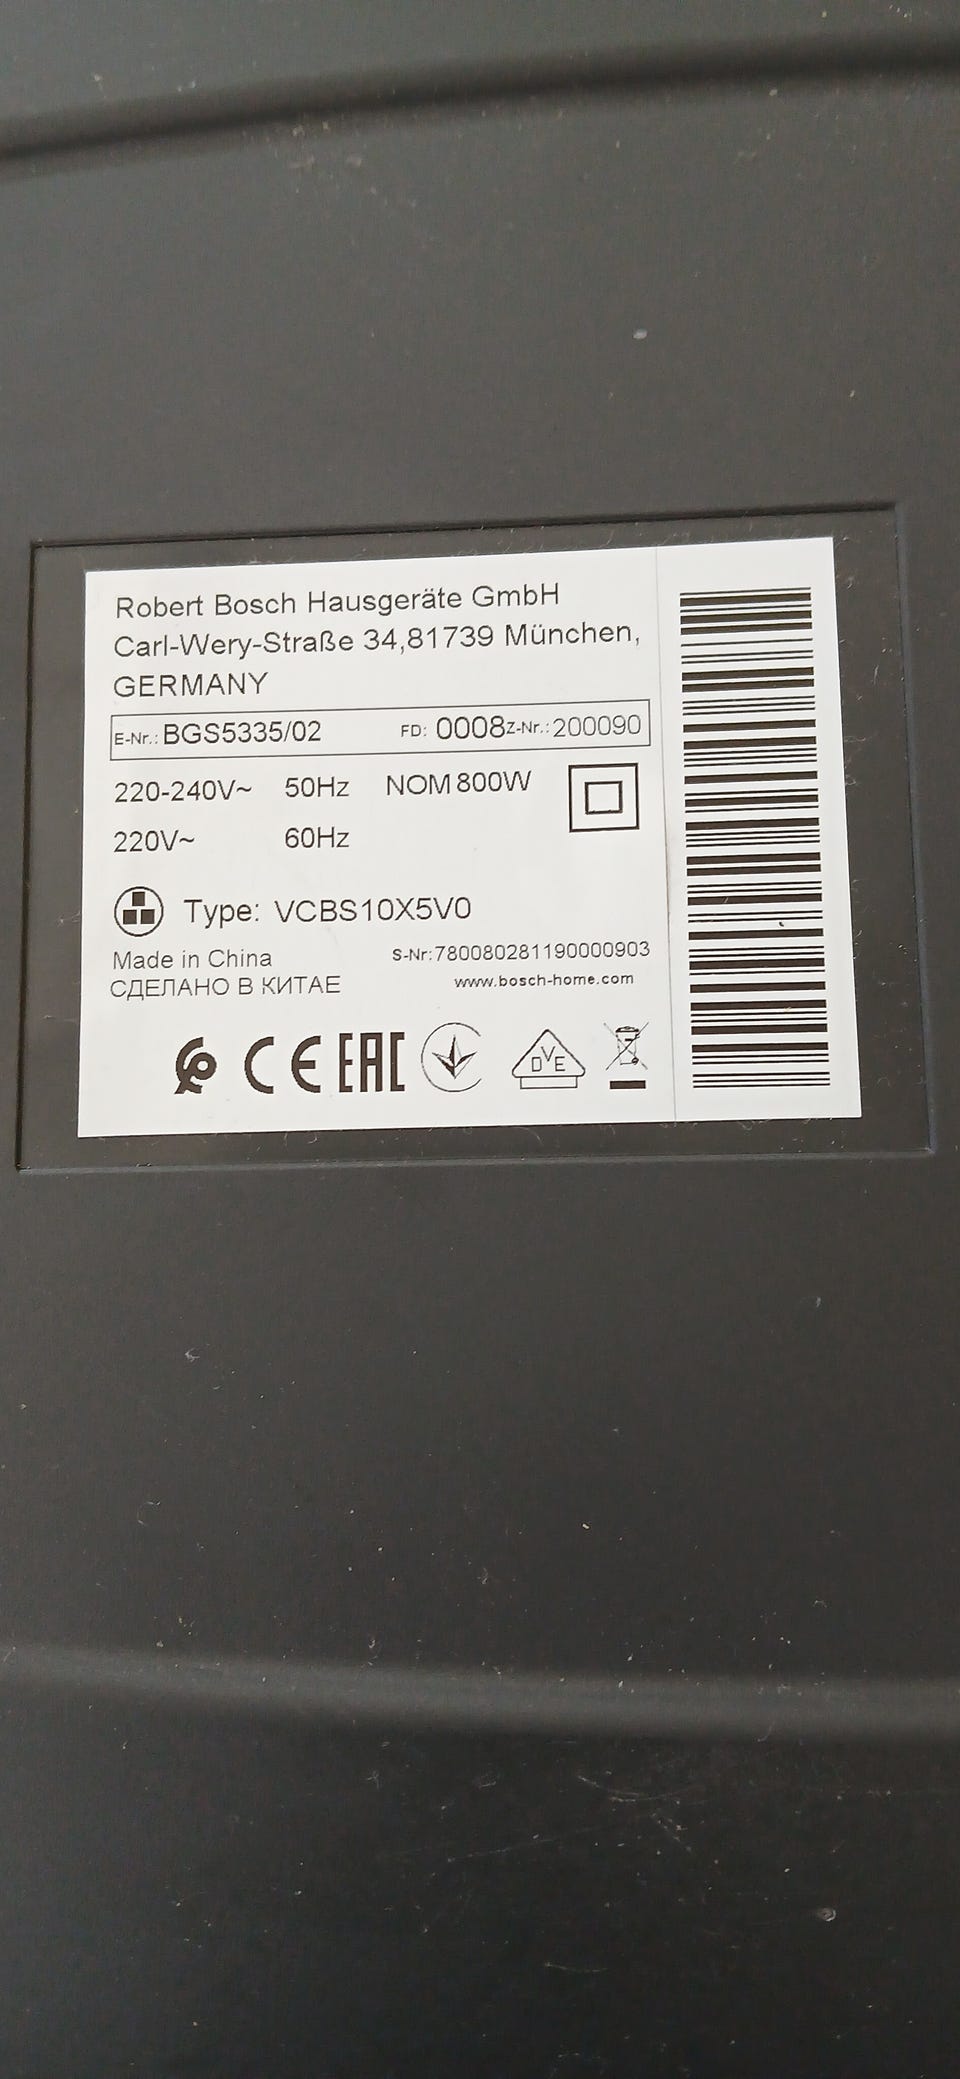 Robert Bosch Hausgeräte GmbH
Carl-Wery-Straße 34,81739 München,
GERMANY
E-Nr.: BGS5335/02 FD: 0008 Z-Nr.: 200090
220-240V~ 50Hz NOM 800W
220V~ 60Hz
Type: VCBS10X5V0
Made in China S-Nr:780080281190000903
СДЕЛАНО В КИТАЕ www.bosch-home.com
CE EAC DVE